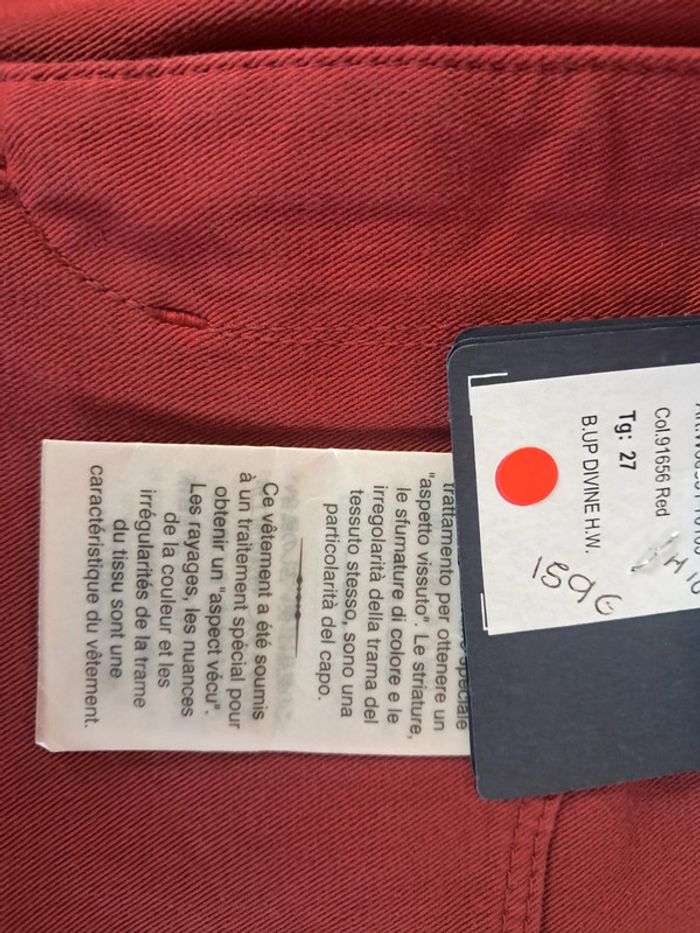 Col.91656 Red
Tg: 27
B.UP DIVINE H.W.
159€
speciale
trattamento per ottenere un
"aspetto vissuto". Le striature,
le sfumature di colore e le
irregolarità della trama del
tessuto stesso, sono una
particolarità del capo.
Ce vêtement a été soumis
à un traitement spécial pour
obtenir un "aspect vécu".
Les rayages, les nuances
de la couleur et les
irrégularités de la trame
du tissu sont une
caractéristique du vêtement.